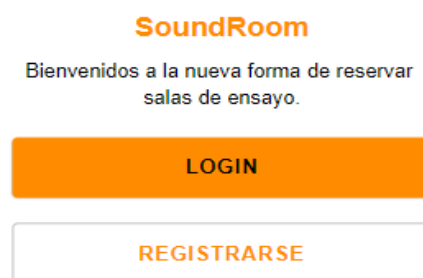 SoundRoom
Bienvenidos a la nueva forma de reservar
salas de ensayo.
LOGIN
REGISTRARSE